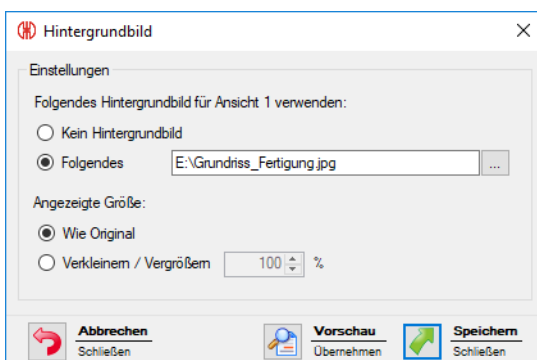 Hintergrundbild
Einstellungen
Folgendes Hintergrundbild für Ansicht 1 verwenden:
Kein Hintergrundbild
Folgendes E:\Grundriss_Fertigung.jpg ...
Angezeigte Größe:
Wie Original
Verkleinern / Vergrößern 100 %
Abbrechen Vorschau Speichern
Schließen Übernehmen Schließen